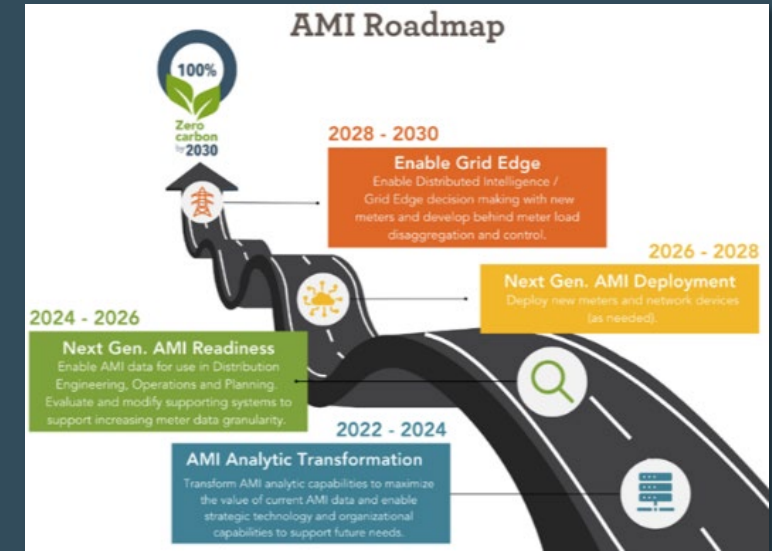 AMI Roadmap
100%
Zero
carbon
by 2030
2028 - 2030
Enable Grid Edge
Enable Distributed Intelligence /
Grid Edge decision making with new
meters and develop behind meter load
disaggregation and control.
2026 - 2028
Next Gen. AMI Deployment
Deploy new meters and network devices
(as needed).
2024 - 2026
Next Gen. AMI Readiness
Enable AMI data for use in Distribution
Engineering, Operations and Planning.
Evaluate and modify supporting systems to
support increasing meter data granularity.
2022 - 2024
AMI Analytic Transformation
Transform AMI analytic capabilities to maximize
the value of current AMI data and enable
strategic technology and organizational
capabilities to support future needs.